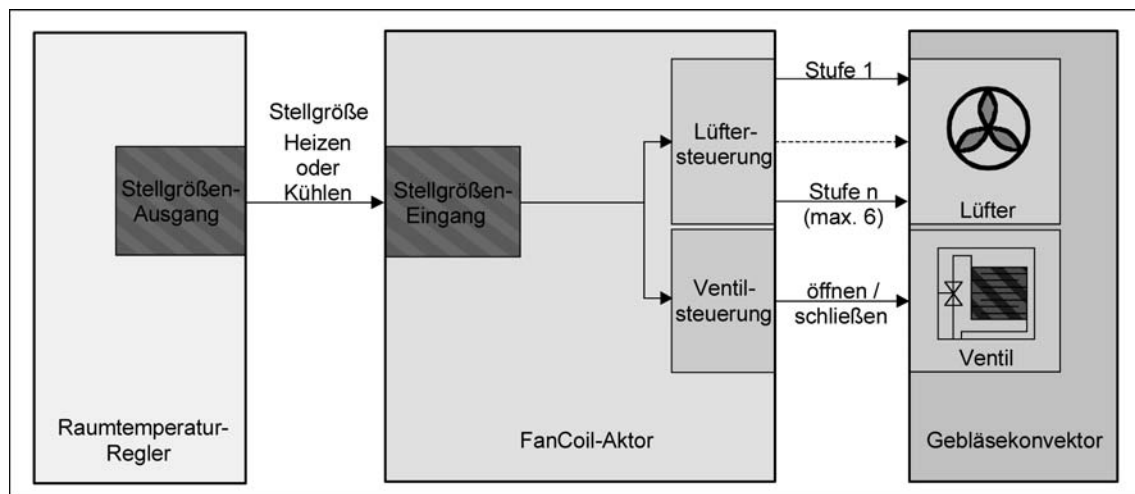 Stellgrößen-
Ausgang
Raumtemperatur-
Regler
Stellgröße
Heizen
oder
Kühlen
Stellgrößen-
Eingang
Lüfter-
steuerung
Ventil-
steuerung
FanCoil-Aktor
Stufe 1
Stufe n
(max. 6)
öffnen /
schließen
Lüfter
Ventil
Gebläsekonvektor